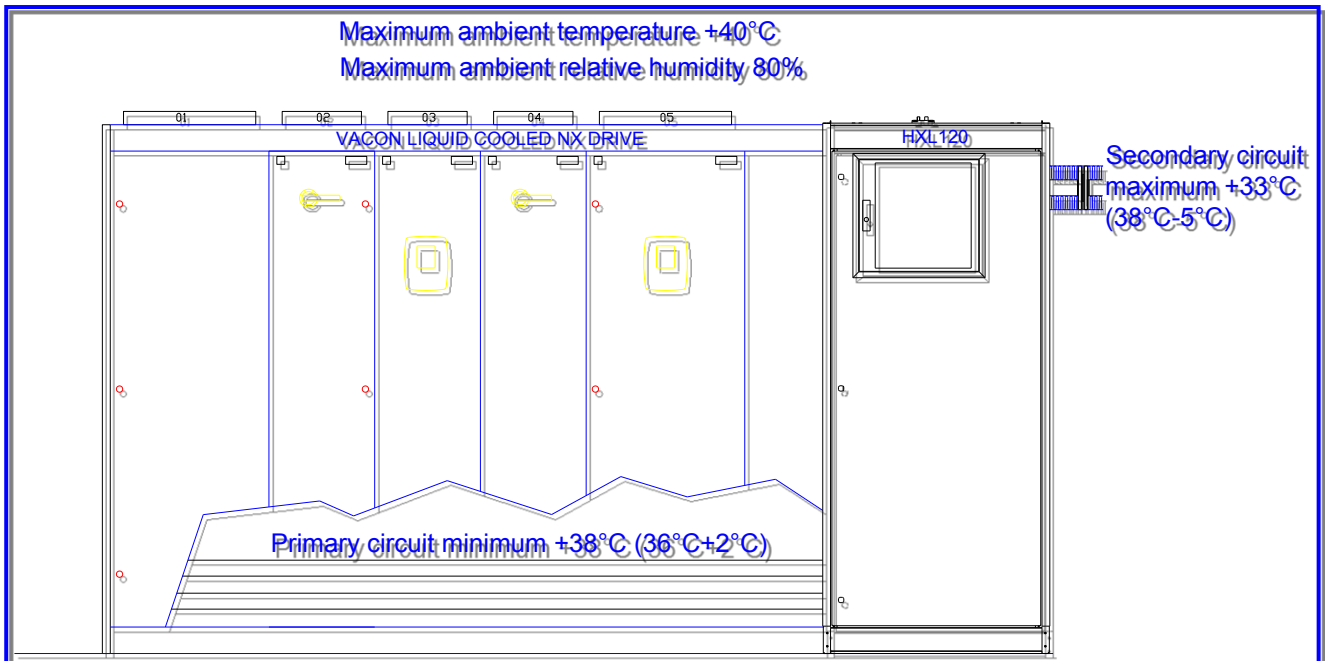 Maximum ambient temperature +40°C
Maximum ambient relative humidity 80%
01 02 03 04 05
VACON LIQUID COOLED NX DRIVE
HXL120
Secondary circuit
maximum +33°C
(38°C-5°C)
Primary circuit minimum +38°C (36°C+2°C)